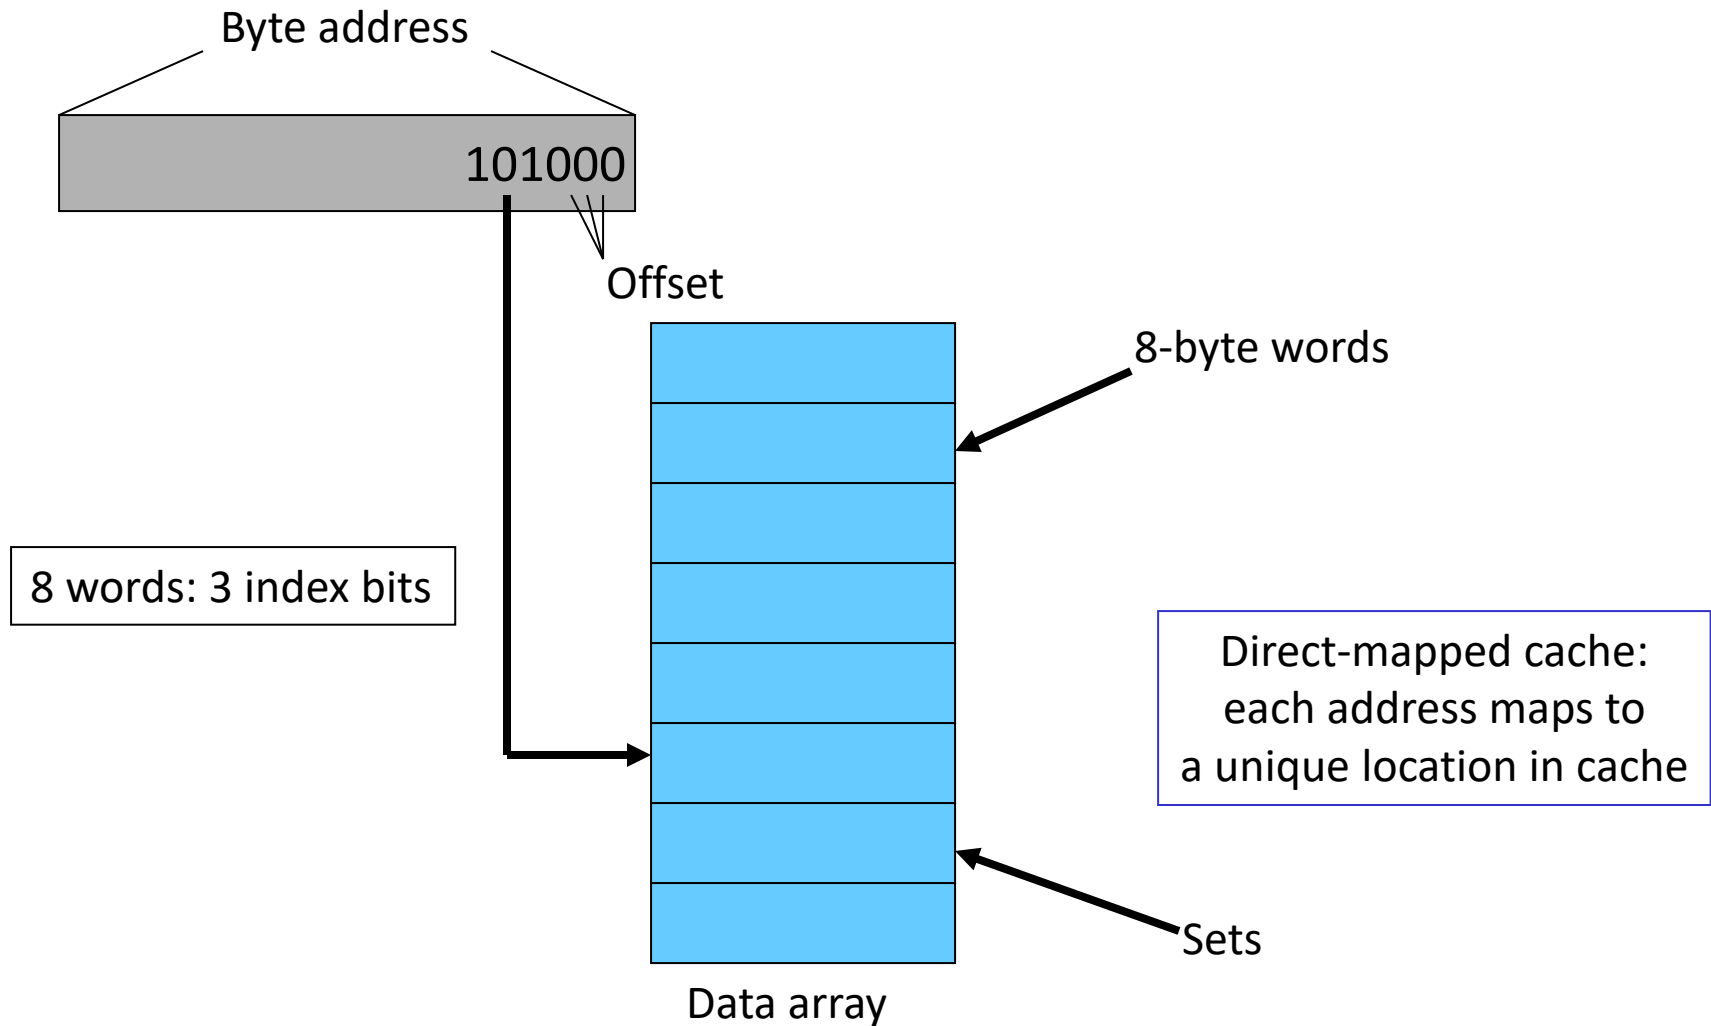 Byte address
101000
Offset
8-byte words
8 words: 3 index bits
Direct-mapped cache:
each address maps to
a unique location in cache
Sets
Data array